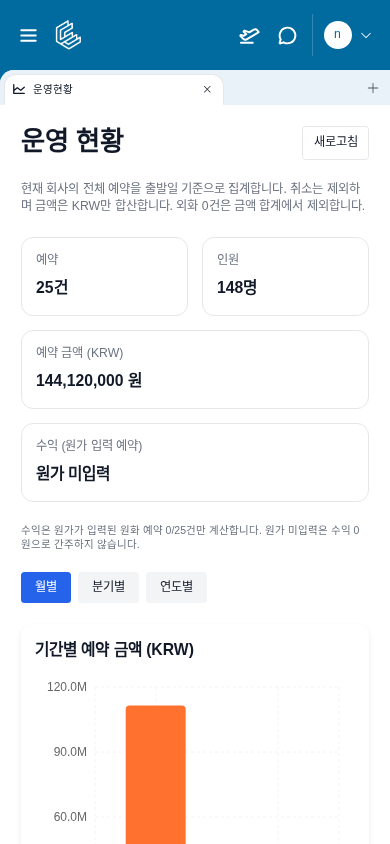 n
운영현황
운영 현황
새로고침
현재 회사의 전체 예약을 출발일 기준으로 집계합니다. 취소는 제외하
며 금액은 KRW만 합산합니다. 외화 0건은 금액 합계에서 제외합니다.
예약
25건
인원
148명
예약 금액 (KRW)
144,120,000 원
수익 (원가 입력 예약)
원가 미입력
수익은 원가가 입력된 원화 예약 0/25건만 계산합니다. 원가 미입력은 수익 0
원으로 간주하지 않습니다.
월별
분기별
연도별
기간별 예약 금액 (KRW)
120.0M
90.0M
60.0M